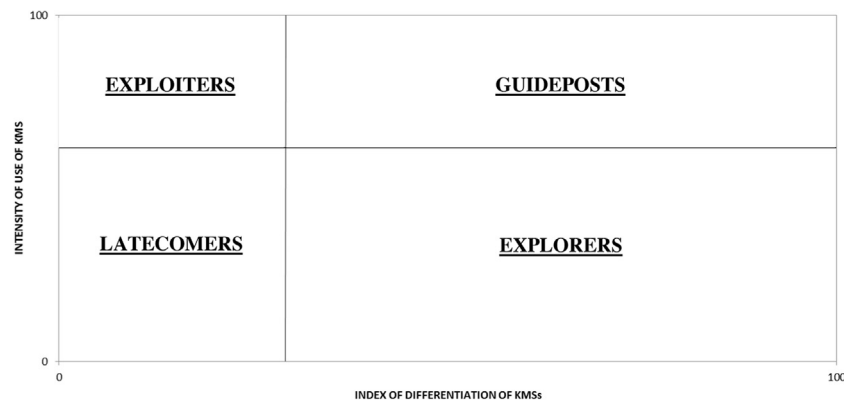 100
EXPLOITERS
GUIDEPOSTS
INTENSITY OF USE OF KMS
LATECOMERS
EXPLORERS
0
0
100
INDEX OF DIFFERENTIATION OF KMSs